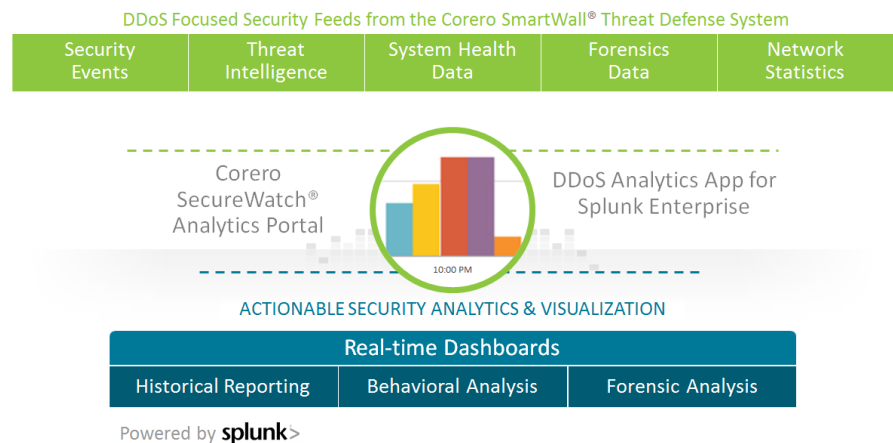 DDoS Focused Security Feeds from the Corero SmartWall® Threat Defense System
Security
Events
Threat
Intelligence
System Health
Data
Forensics
Data
Network
Statistics
Corero
SecureWatch®
Analytics Portal
DDoS Analytics App for
Splunk Enterprise
10:00 PM
ACTIONABLE SECURITY ANALYTICS & VISUALIZATION
Real-time Dashboards
Historical Reporting
Behavioral Analysis
Forensic Analysis
Powered by splunk>